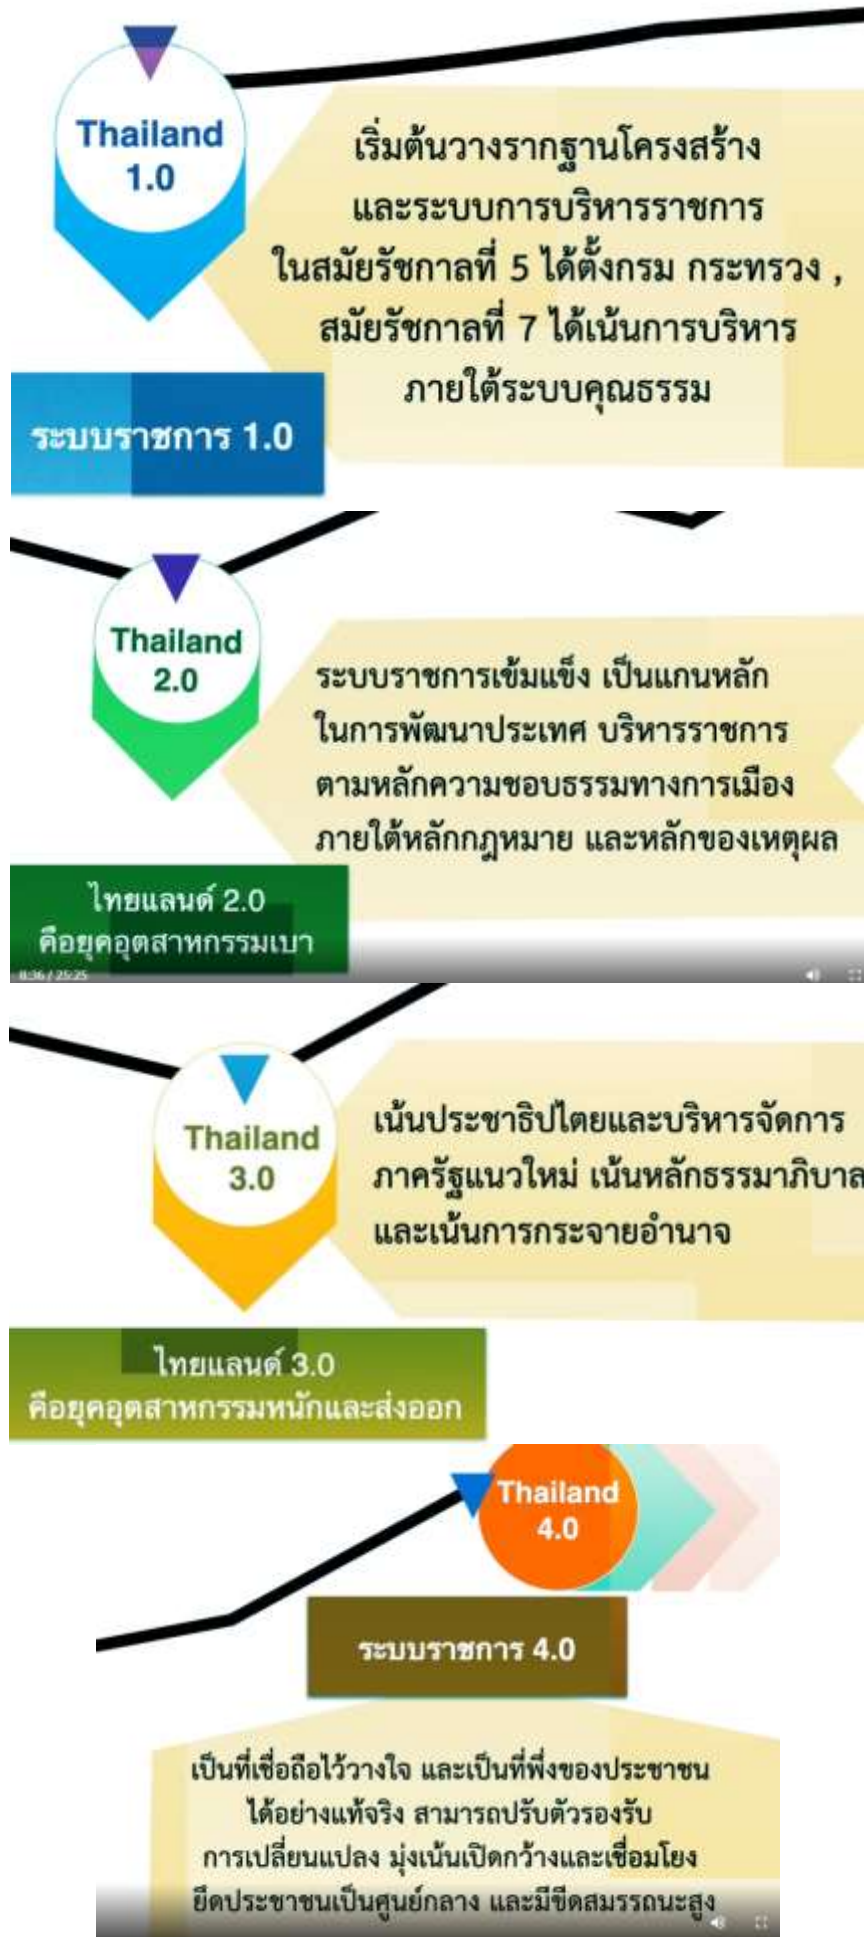 Thailand
1.0
เริ่มต้นวางรากฐานโครงสร้าง
และระบบการบริหารราชการ
ในสมัยรัชกาลที่ 5 ได้ตั้งกรม กระทรวง ,
สมัยรัชกาลที่ 7 ได้เน้นการบริหาร
ภายใต้ระบบคุณธรรม
ระบบราชการ 1.0
Thailand
2.0
ระบบราชการเข้มแข็ง เป็นแกนหลัก
ในการพัฒนาประเทศ บริหารราชการ
ตามหลักความชอบธรรมทางการเมือง
ภายใต้หลักกฎหมาย และหลักของเหตุผล
ไทยแลนด์ 2.0
คือยุคอุตสาหกรรมเบา
8:36 / 25:25
Thailand
3.0
เน้นประชาธิปไตยและบริหารจัดการ
ภาครัฐแนวใหม่ เน้นหลักธรรมาภิบาล
และเน้นการกระจายอำนาจ
ไทยแลนด์ 3.0
คือยุคอุตสาหกรรมหนักและส่งออก
Thailand
4.0
ระบบราชการ 4.0
เป็นที่เชื่อถือไว้วางใจ และเป็นที่พึ่งของประชาชน
ได้อย่างแท้จริง สามารถปรับตัวรองรับ
การเปลี่ยนแปลง มุ่งเน้นเปิดกว้างและเชื่อมโยง
ยึดประชาชนเป็นศูนย์กลาง และมีขีดสมรรถนะสูง